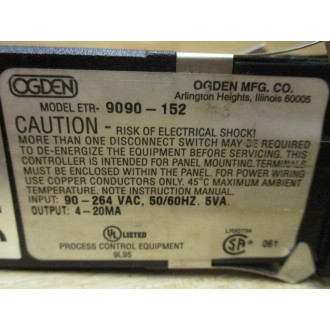 OGDEN
OGDEN MFG. CO.
Arlington Heights, Illinois 60005
MODEL ETR- 9090-152
CAUTION - RISK OF ELECTRICAL SHOCK!
MORE THAN ONE DISCONNECT SWITCH MAY BE REQUIRED
TO DE-ENERGIZE THE EQUIPMENT BEFORE SERVICING. THIS
CONTROLLER IS INTENDED FOR PANEL MOUNTING. TERMINALS
MUST BE ENCLOSED WITHIN THE PANEL. FOR POWER WIRING
USE COPPER CONDUCTORS ONLY. 45°C MAXIMUM AMBIENT
TEMPERATURE. NOTE INSTRUCTION MANUAL.
INPUT: 90-264 VAC, 50/60HZ. 5VA.
OUTPUT: 4-20MA
UL LISTED
PROCESS CONTROL EQUIPMENT
9L95
SA
061